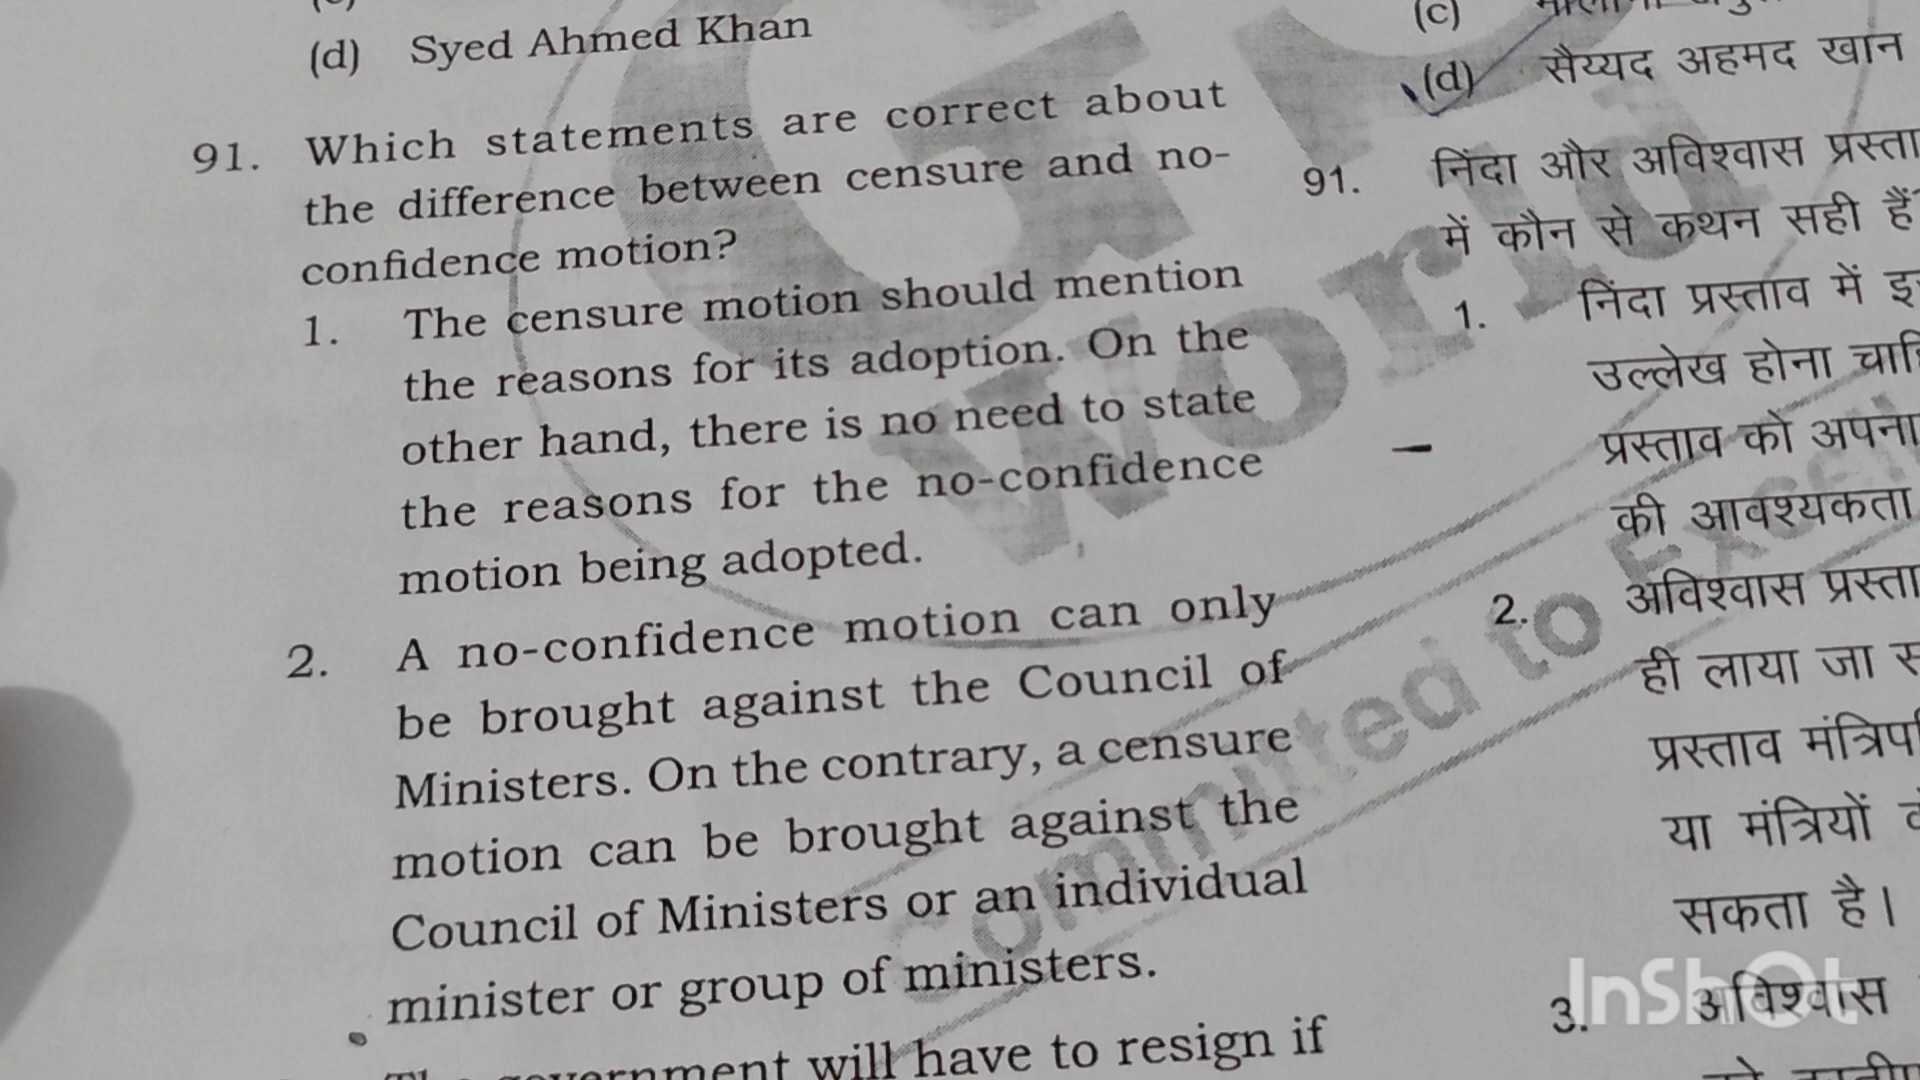 (d) Syed Ahmed Khan
91. Which statements are correct about
the difference between censure and no-
confidence motion?
1. The censure motion should mention
the reasons for its adoption. On the
other hand, there is no need to state
the reasons for the no-confidence
motion being adopted.
2. A no-confidence motion can only
be brought against the Council of
Ministers. On the contrary, a censure
motion can be brought against the
Council of Ministers or an individual
minister or group of ministers.
government will have to resign if
(c)
(d) सैय्यद अहमद खान
91. निंदा और अविश्वास
में कौन से कथन सही हैं
1. निंदा प्रस्ताव में
उल्लेख होना
प्रस्ताव को
की आवश्यकता
2. अविश्वास
ही लाया जा
प्रस्ताव
या मंत्रियों
सकता है।
3. अविश्वास
World
Committed to
InShOt